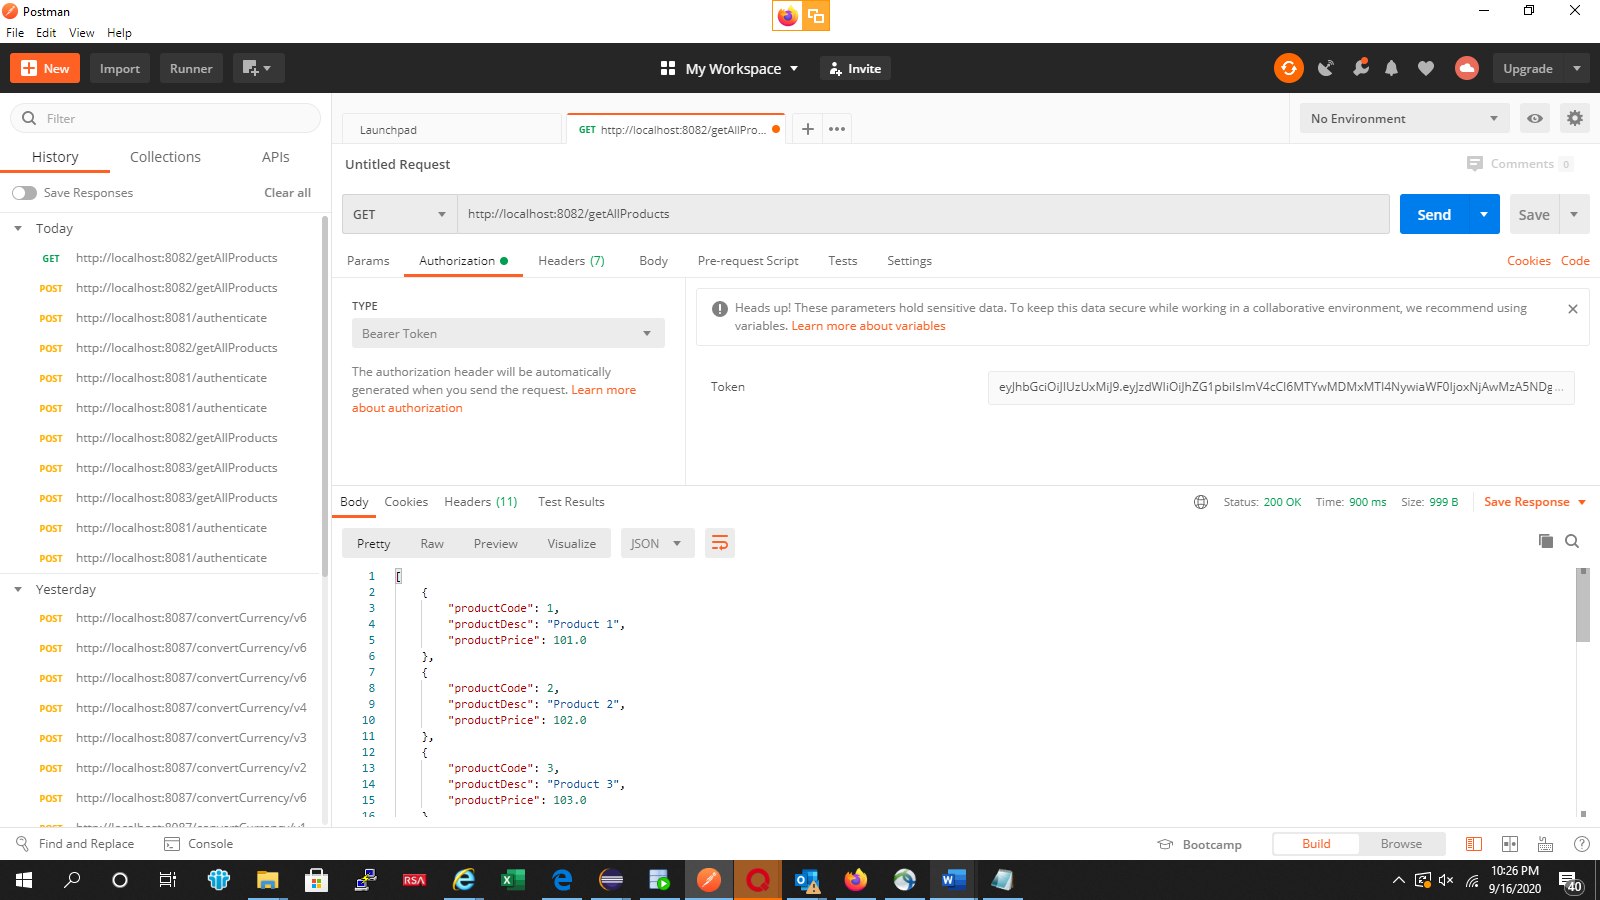 Postman
File Edit View Help
New Import Runner My Workspace Invite Upgrade
Filter
History Collections APIs
Save Responses Clear all
Today
GET http://localhost:8082/getAllProducts
POST http://localhost:8082/getAllProducts
POST http://localhost:8081/authenticate
POST http://localhost:8082/getAllProducts
POST http://localhost:8081/authenticate
POST http://localhost:8081/authenticate
POST http://localhost:8082/getAllProducts
POST http://localhost:8083/getAllProducts
POST http://localhost:8083/getAllProducts
POST http://localhost:8081/authenticate
POST http://localhost:8081/authenticate
Yesterday
POST http://localhost:8087/convertCurrency/v6
POST http://localhost:8087/convertCurrency/v6
POST http://localhost:8087/convertCurrency/v6
POST http://localhost:8087/convertCurrency/v4
POST http://localhost:8087/convertCurrency/v3
POST http://localhost:8087/convertCurrency/v2
POST http://localhost:8087/convertCurrency/v6
POST http://localhost:8087/convertCurrency/v1
Launchpad GET http://localhost:8082/getAllPro... No Environment
Untitled Request Comments 0
GET http://localhost:8082/getAllProducts Send Save
Params Authorization Headers (7) Body Pre-request Script Tests Settings Cookies Code
TYPE
Bearer Token
The authorization header will be automatically
generated when you send the request. Learn more
about authorization
Heads up! These parameters hold sensitive data. To keep this data secure while working in a collaborative environment, we recommend using
variables. Learn more about variables
Token
Body Cookies Headers (11) Test Results Status: 200 OK Time: 900 ms Size: 999 B Save Response
Pretty Raw Preview Visualize JSON
1 [
2 {
3 "productCode": 1,
4 "productDesc": "Product 1",
5 "productPrice": 101.0
6 },
7 {
8 "productCode": 2,
9 "productDesc": "Product 2",
10 "productPrice": 102.0
11 },
12 {
13 "productCode": 3,
14 "productDesc": "Product 3",
15 "productPrice": 103.0
16 }
Find and Replace Console Bootcamp Build Browse
RSA
10:26 PM
9/16/2020
40